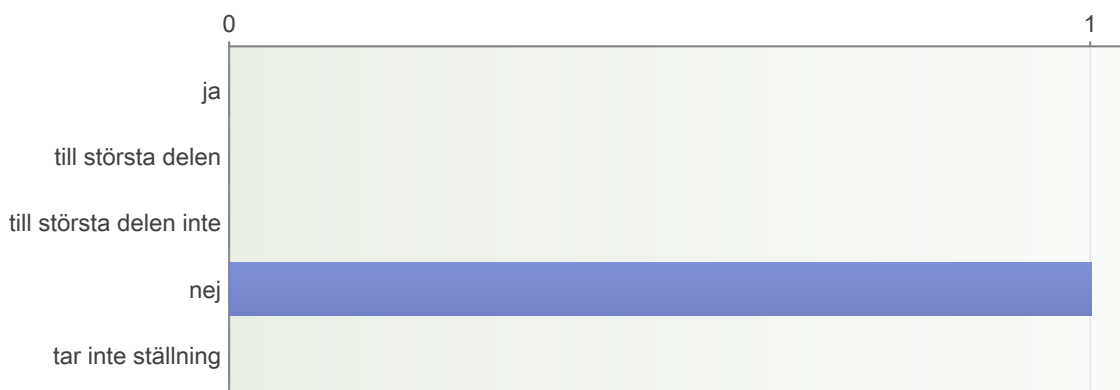 0 1
ja
till största delen
till största delen inte
nej
tar inte ställning